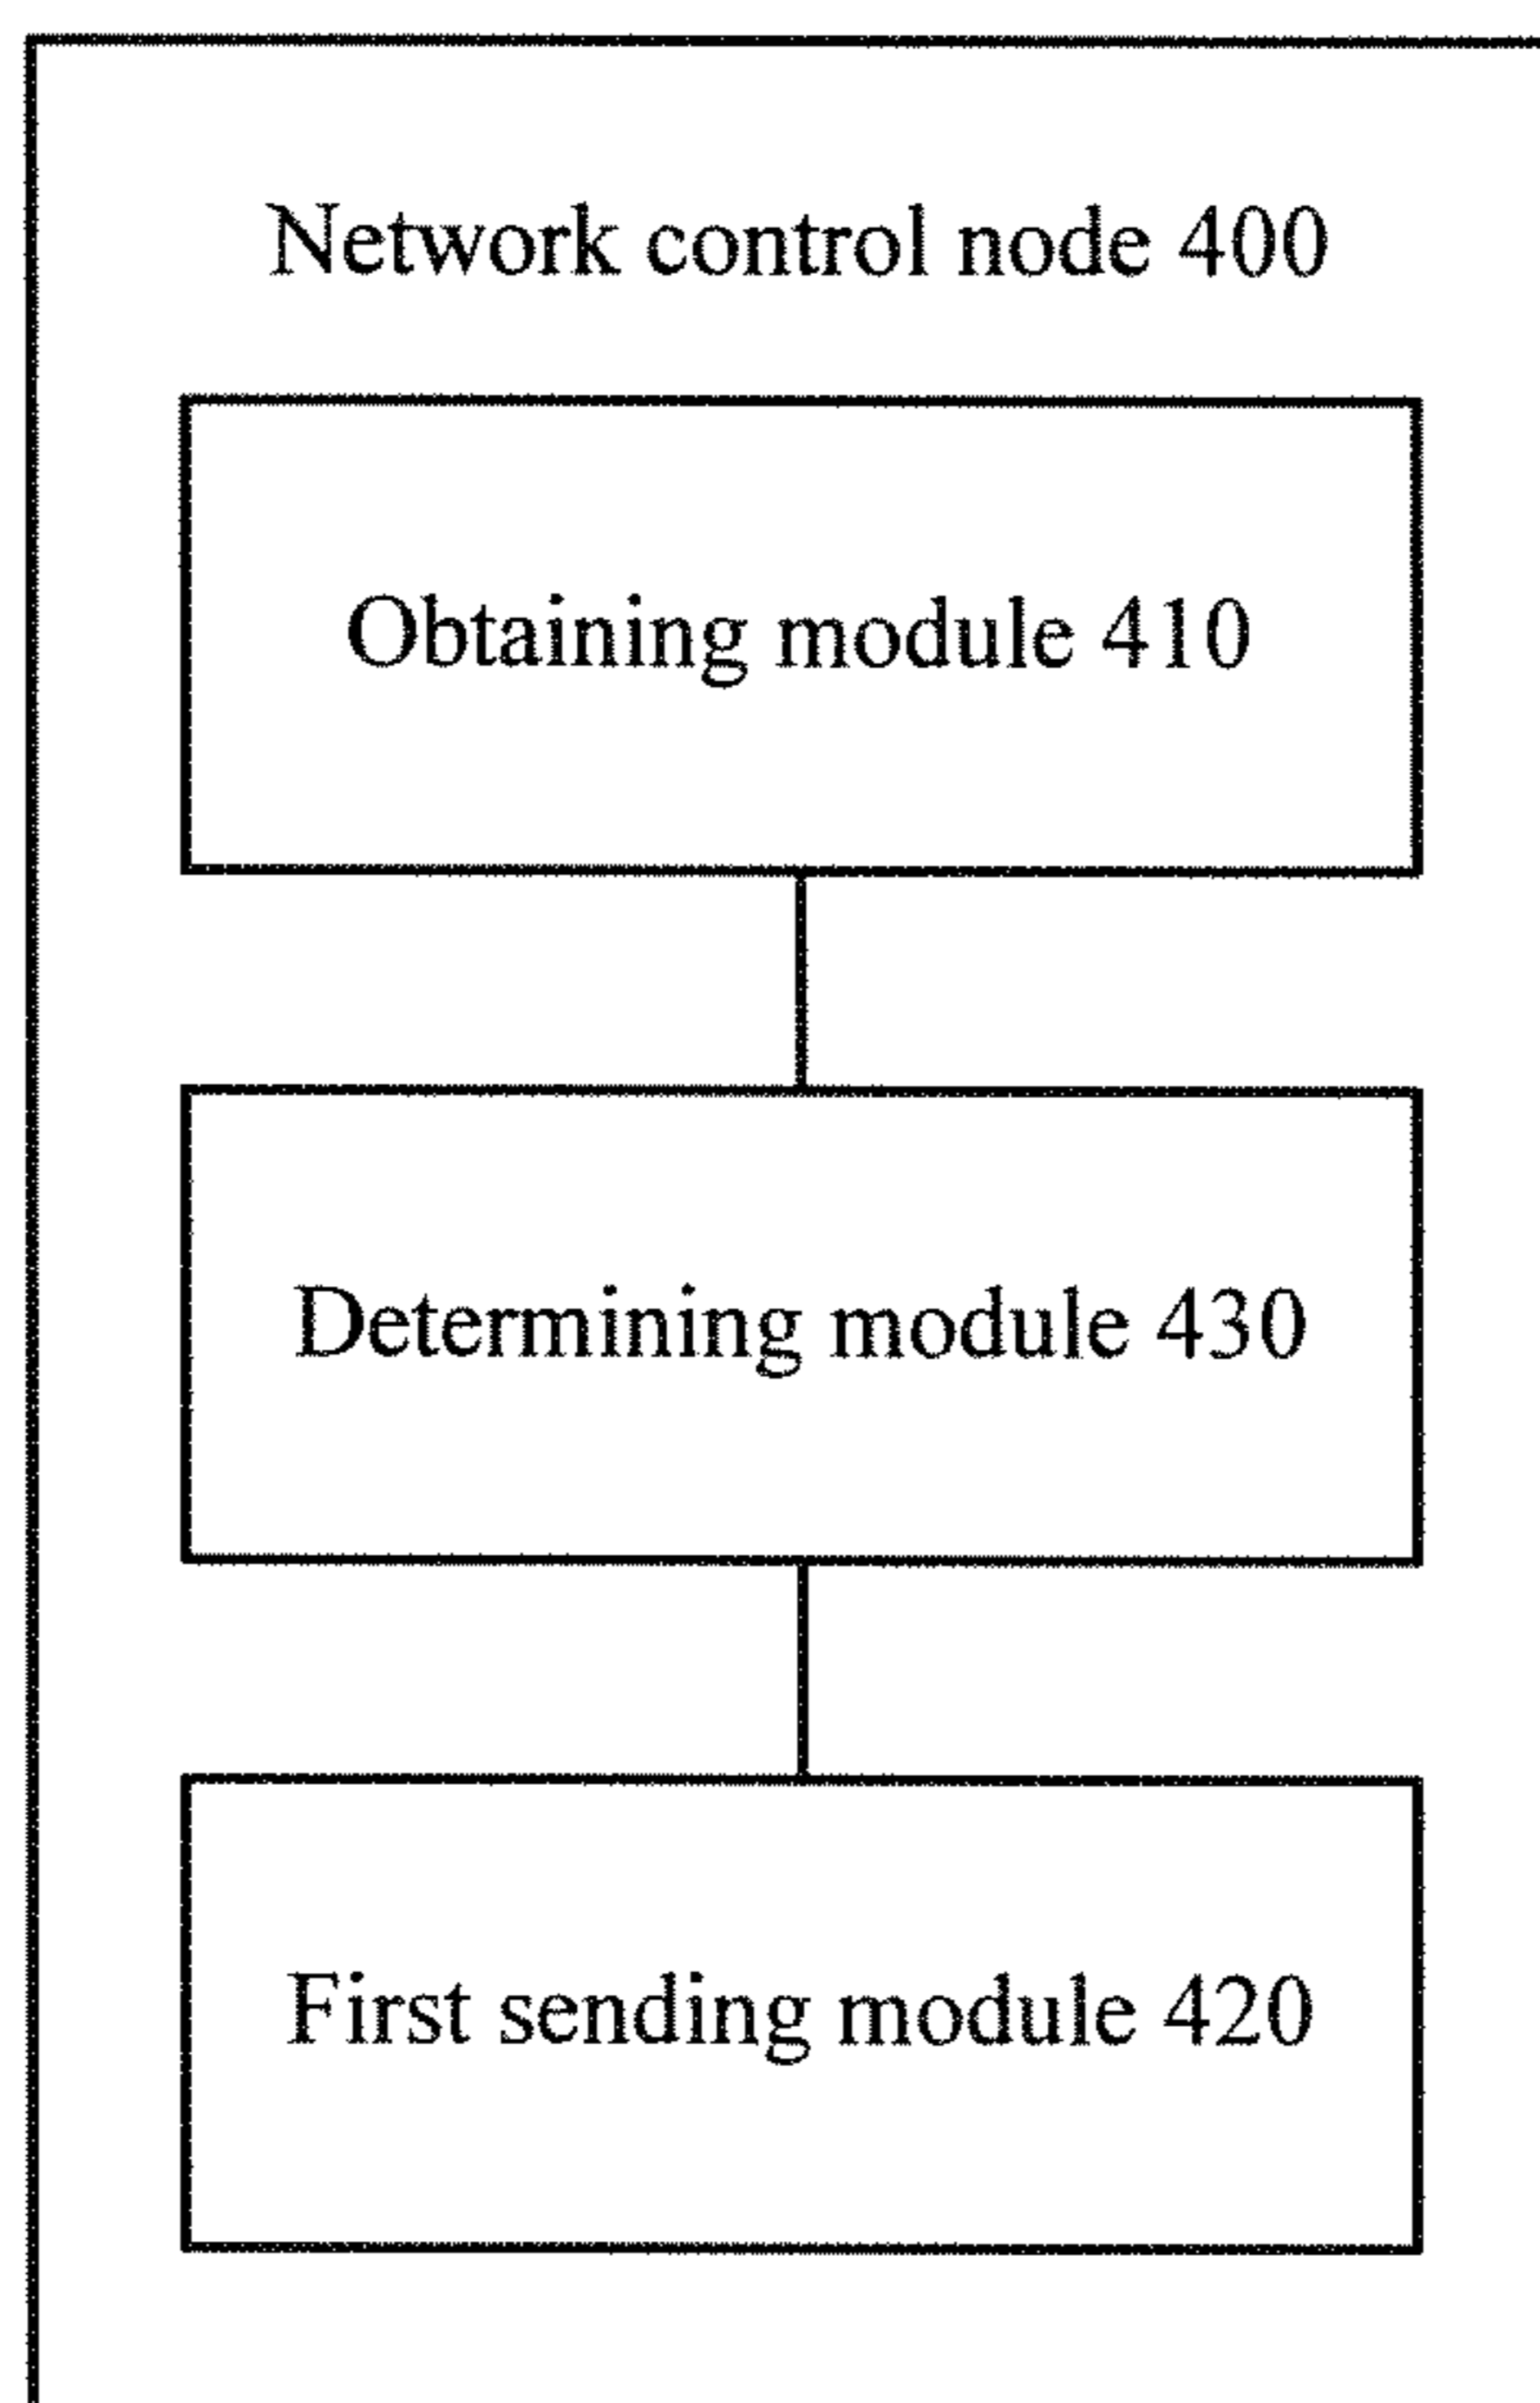 Network control node 400
Obtaining module 410
Determining module 430
First sending module 420